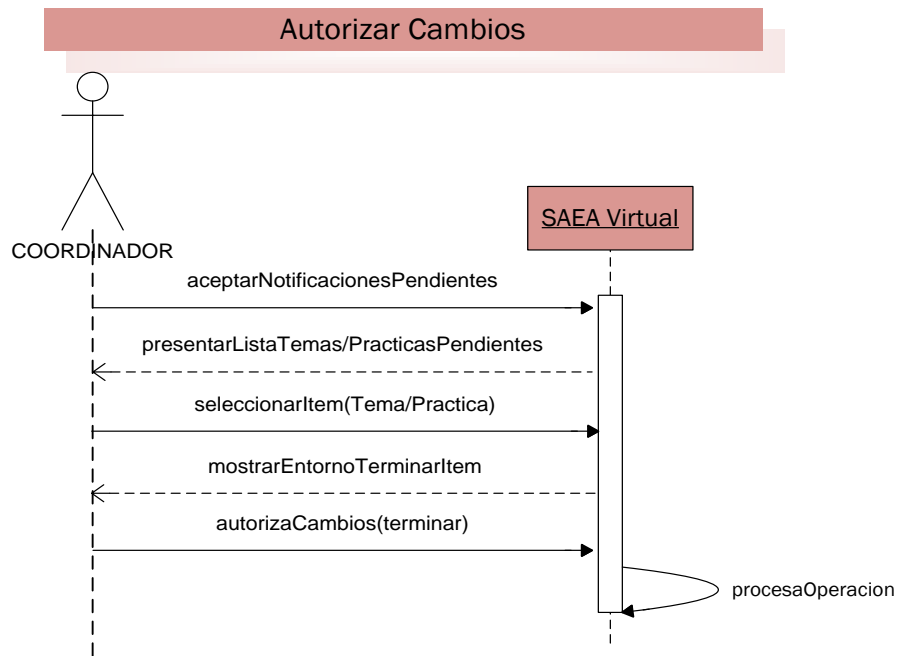 Autorizar Cambios
COORDINADOR
SAEA Virtual
aceptarNotificacionesPendientes
presentarListaTemas/PracticasPendientes
seleccionarItem(Tema/Practica)
mostrarEntornoTerminarItem
autorizaCambios(terminar)
procesaOperacion